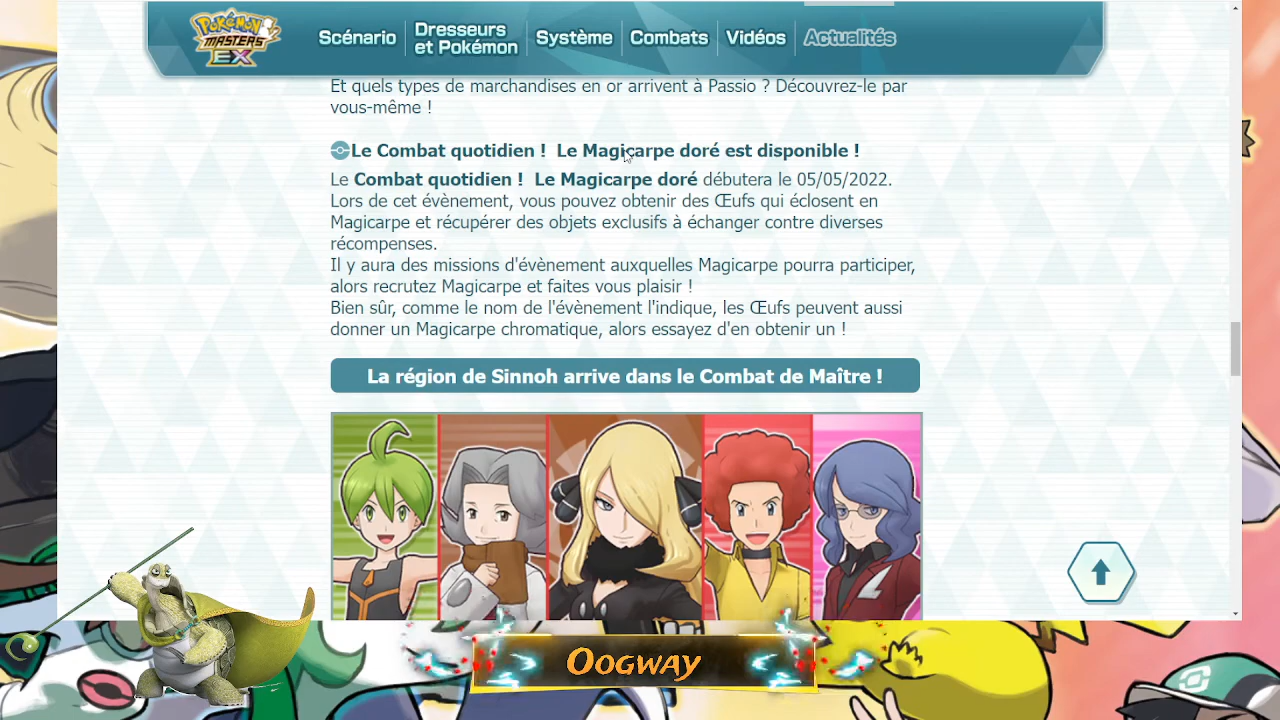 POKÉMON
MASTERS
EX
Scénario
Dresseurs
et Pokémon
Système
Combats
Vidéos
Actualités
Et quels types de marchandises en or arrivent à Passio ? Découvrez-le par
vous-même !
Le Combat quotidien ! Le Magicarpe doré est disponible !
Le Combat quotidien ! Le Magicarpe doré débutera le 05/05/2022.
Lors de cet évènement, vous pouvez obtenir des Œufs qui éclosent en
Magicarpe et récupérer des objets exclusifs à échanger contre diverses
récompenses.
Il y aura des missions d'évènement auxquelles Magicarpe pourra participer,
alors recrutez Magicarpe et faites vous plaisir !
Bien sûr, comme le nom de l'évènement l'indique, les Œufs peuvent aussi
donner un Magicarpe chromatique, alors essayez d'en obtenir un !
La région de Sinnoh arrive dans le Combat de Maître !
OOGWAY